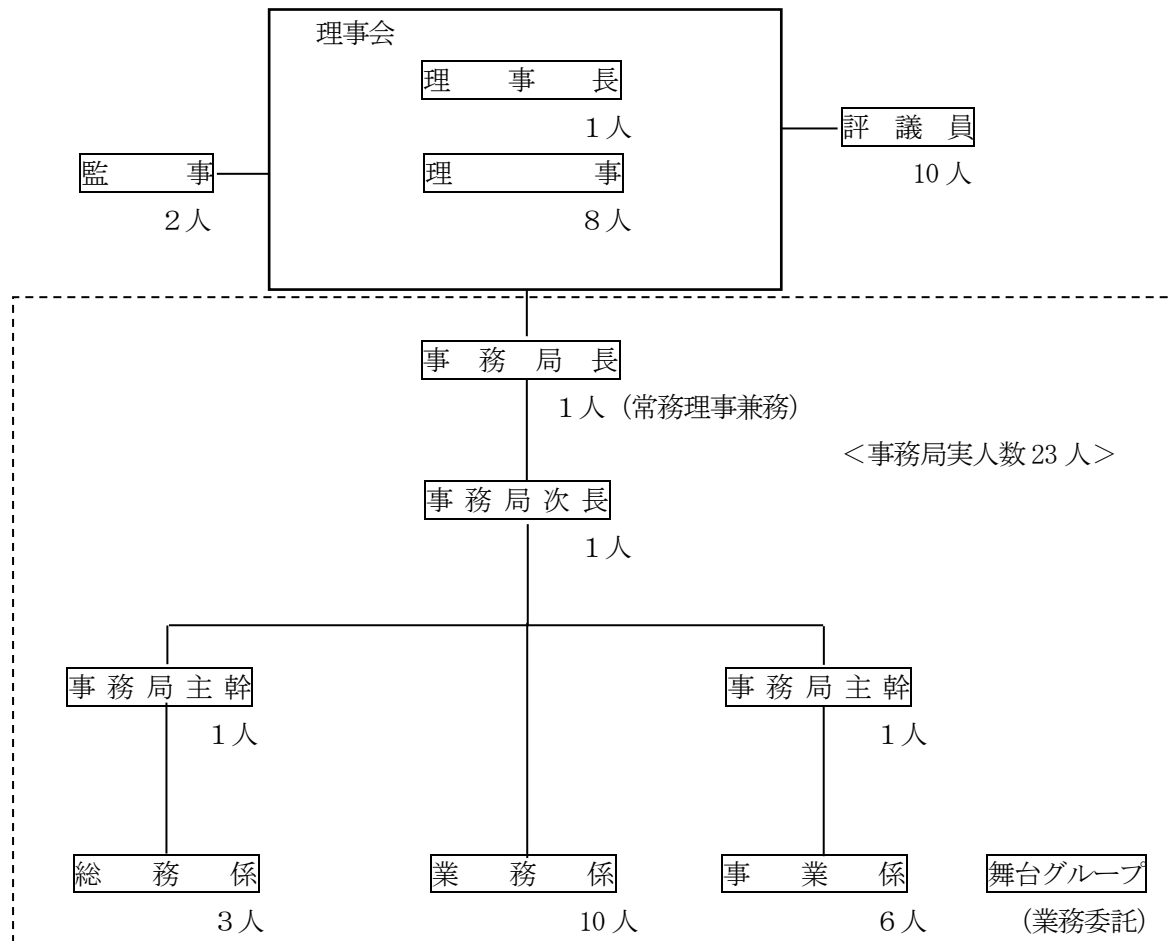 理事会
理事長
1人
評議員
10人
監事
2人
理事
8人
事務局長
1人(常務理事兼務)
<事務局実人数23人>
事務局次長
1人
事務局主幹
1人
事務局主幹
1人
総務係
3人
業務係
10人
事業係
6人
舞台グループ
(業務委託)